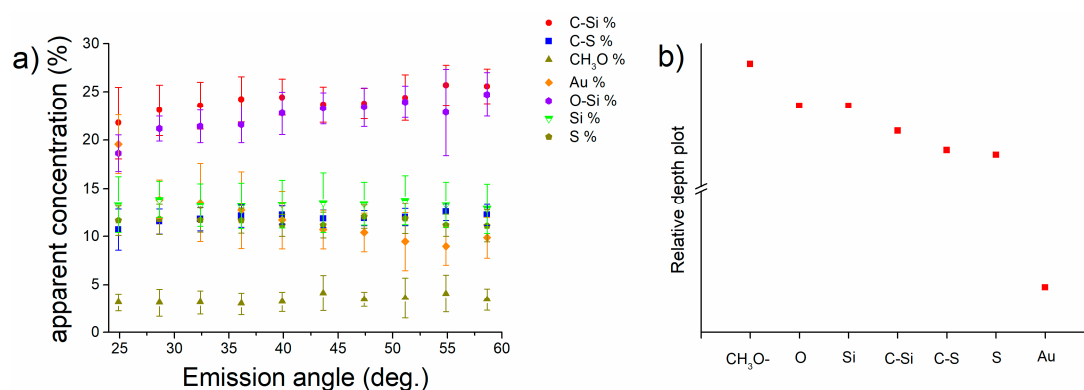 a)
apparent concentration (%)
30
25
20
15
10
5
0
25 30 35 40 45 50 55 60
Emission angle (deg.)
C-Si %
C-S %
CH₃O %
Au %
O-Si %
Si %
S %
b)
Relative depth plot
CH₃O- O Si C-Si C-S S Au